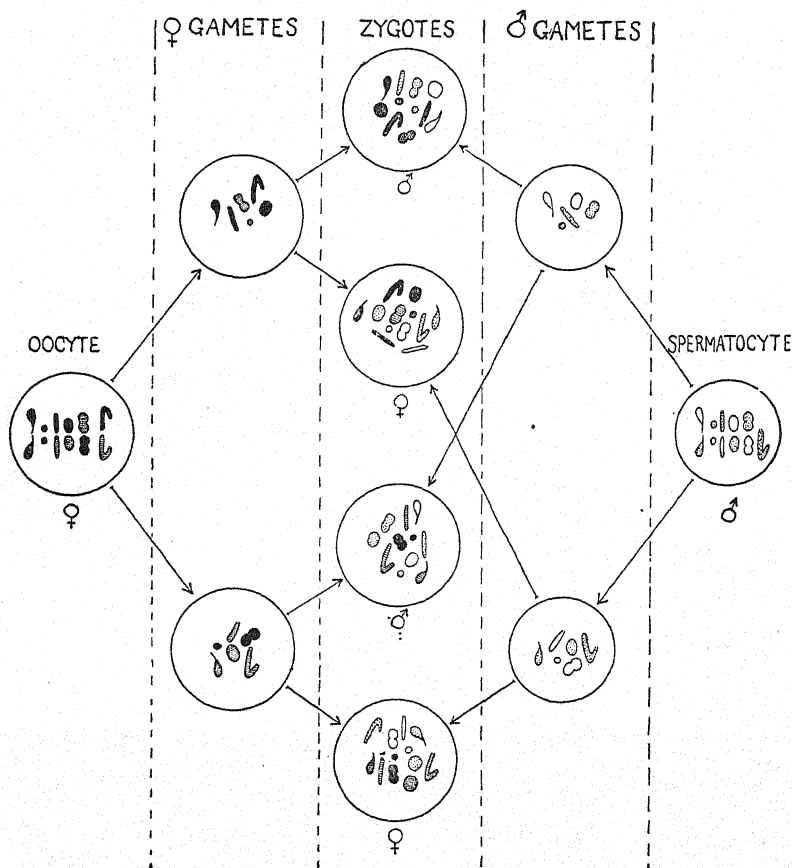 ♀ GAMETES ZYGOTES ♂ GAMETES
♂
OOCYTE
SPERMATOCYTE
♀
♀
♂
♂
♀